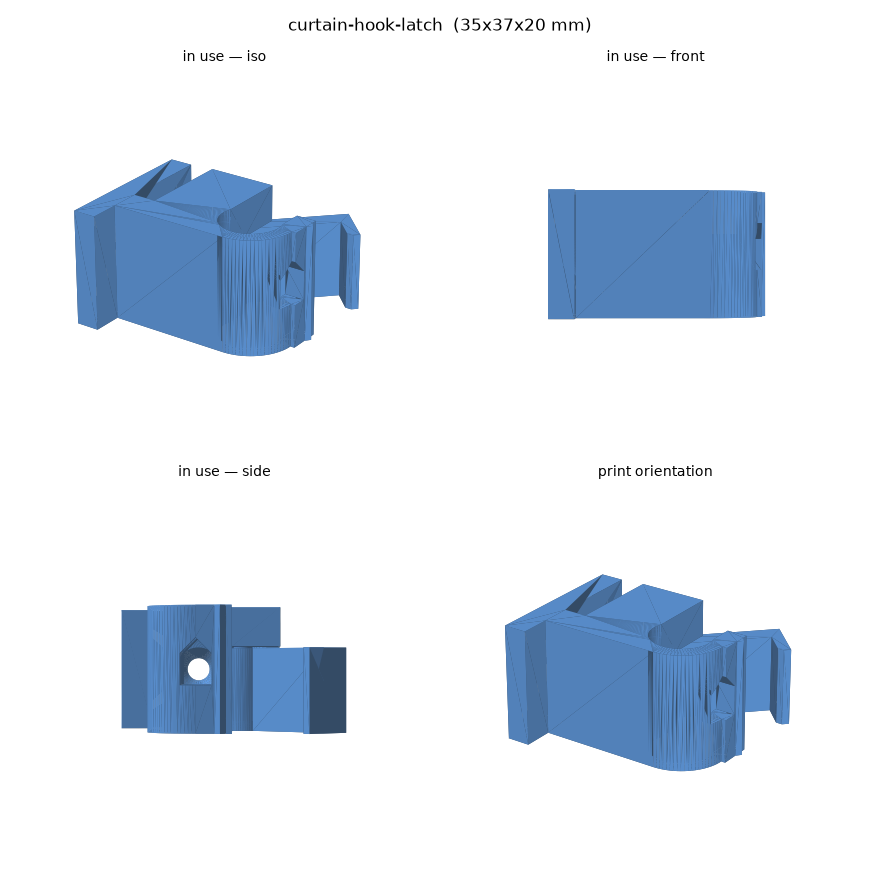 curtain-hook-latch  (35x37x20 mm)
in use — iso
in use — front
in use — side
print orientation